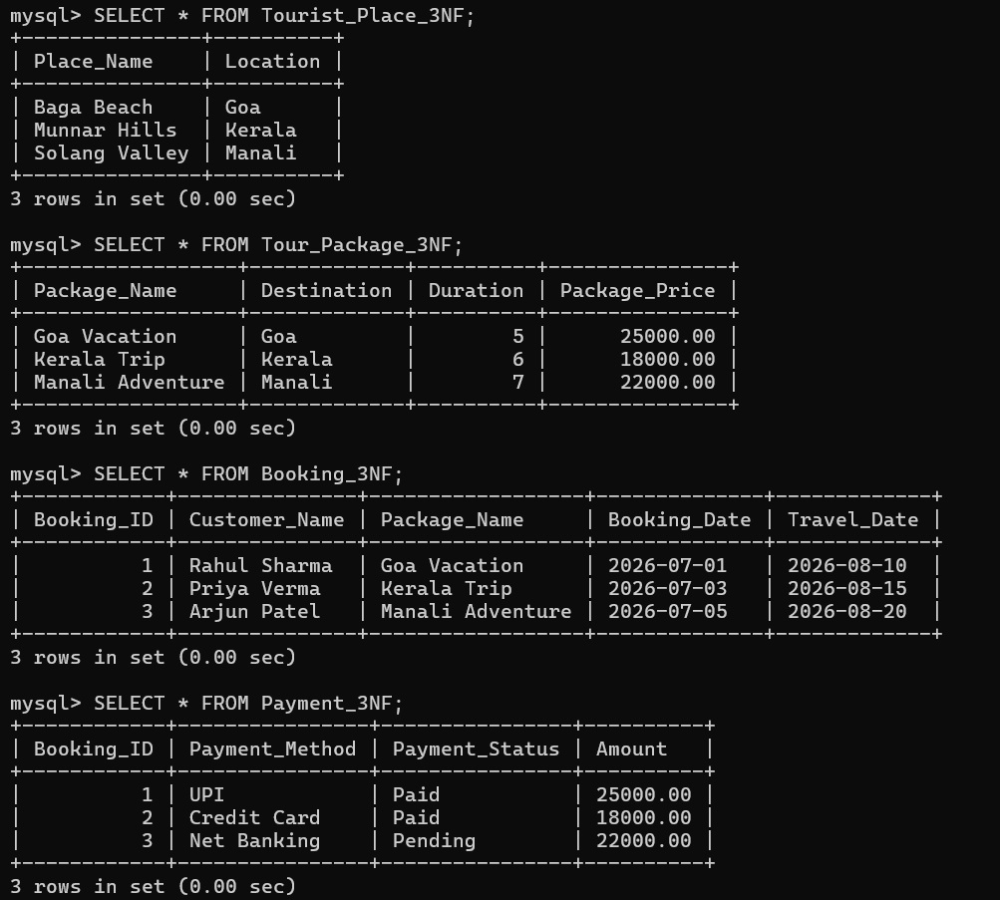 mysql> SELECT * FROM Tourist_Place_3NF;
+---------------+----------+
| Place_Name    | Location |
+---------------+----------+
| Baga Beach    | Goa      |
| Munnar Hills  | Kerala   |
| Solang Valley | Manali   |
+---------------+----------+
3 rows in set (0.00 sec)

mysql> SELECT * FROM Tour_Package_3NF;
+------------------+-------------+----------+---------------+
| Package_Name     | Destination | Duration | Package_Price |
+------------------+-------------+----------+---------------+
| Goa Vacation     | Goa         |        5 |      25000.00 |
| Kerala Trip      | Kerala      |        6 |      18000.00 |
| Manali Adventure | Manali      |        7 |      22000.00 |
+------------------+-------------+----------+---------------+
3 rows in set (0.00 sec)

mysql> SELECT * FROM Booking_3NF;
+------------+---------------+------------------+--------------+-------------+
| Booking_ID | Customer_Name | Package_Name     | Booking_Date | Travel_Date |
+------------+---------------+------------------+--------------+-------------+
|          1 | Rahul Sharma  | Goa Vacation     | 2026-07-01   | 2026-08-10  |
|          2 | Priya Verma   | Kerala Trip      | 2026-07-03   | 2026-08-15  |
|          3 | Arjun Patel   | Manali Adventure | 2026-07-05   | 2026-08-20  |
+------------+---------------+------------------+--------------+-------------+
3 rows in set (0.00 sec)

mysql> SELECT * FROM Payment_3NF;
+------------+----------------+----------------+----------+
| Booking_ID | Payment_Method | Payment_Status | Amount   |
+------------+----------------+----------------+----------+
|          1 | UPI            | Paid           | 25000.00 |
|          2 | Credit Card    | Paid           | 18000.00 |
|          3 | Net Banking    | Pending        | 22000.00 |
+------------+----------------+----------------+----------+
3 rows in set (0.00 sec)